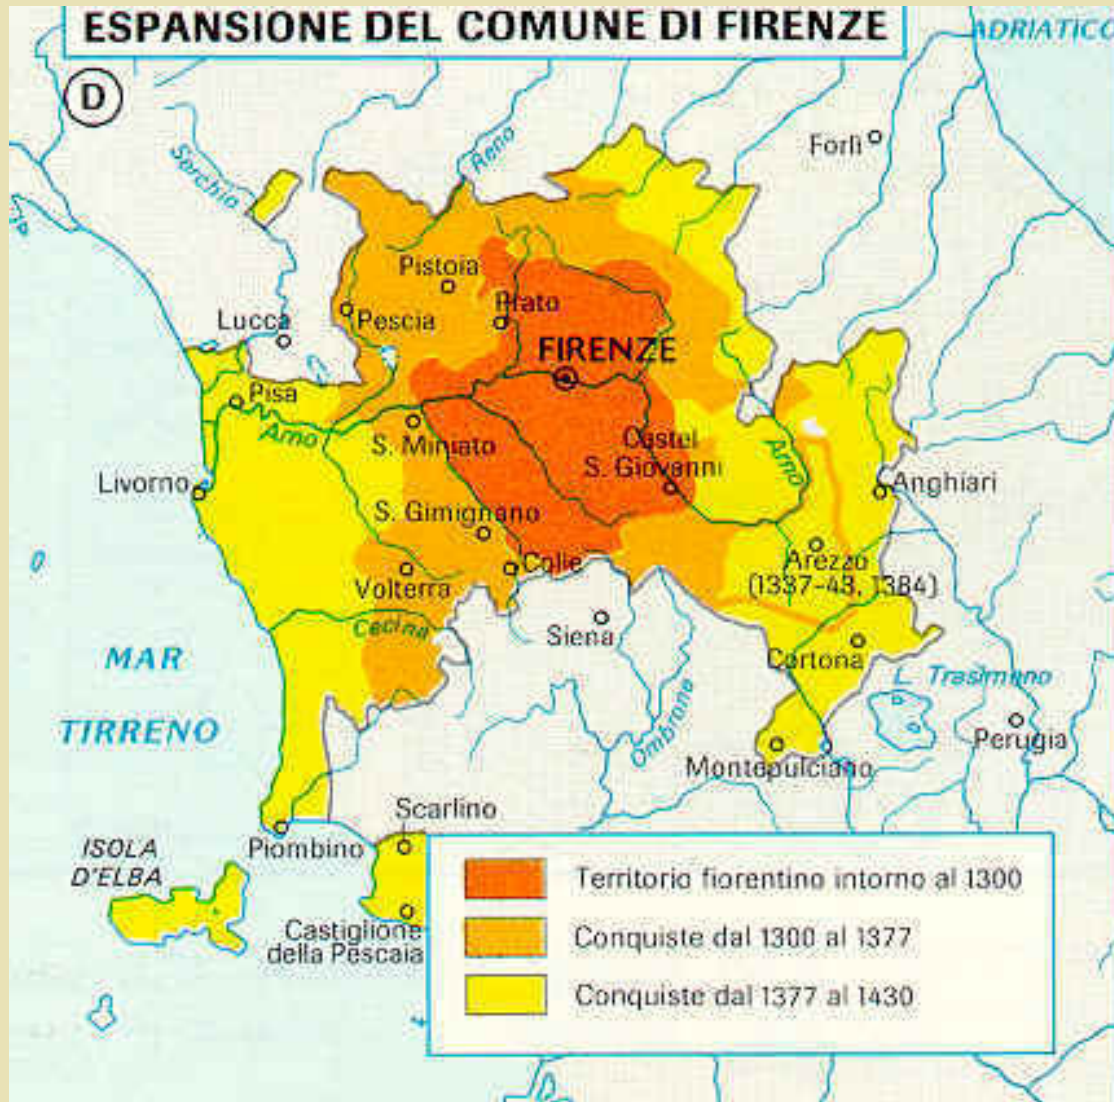 ESPANSIONE DEL COMUNE DI FIRENZE
ADRIATICO
D
Forlì
Reno
Serchio
Pistoia
Prato
Pescia
Lucca
FIRENZE
Pisa
Arno
S. Miniato
Castel
S. Giovanni
Arno
Livorno
Anghiari
S. Gimignano
Colle
Arezzo
(1337-43, 1384)
Volterra
Cecina
Siena
Cortona
MAR
TIRRENO
L. Trasimeno
Ombrone
Perugia
Montepulciano
Scarlino
Piombino
ISOLA
D'ELBA
Castiglione
della Pescaia
Territorio fiorentino intorno al 1300
Conquiste dal 1300 al 1377
Conquiste dal 1377 al 1430